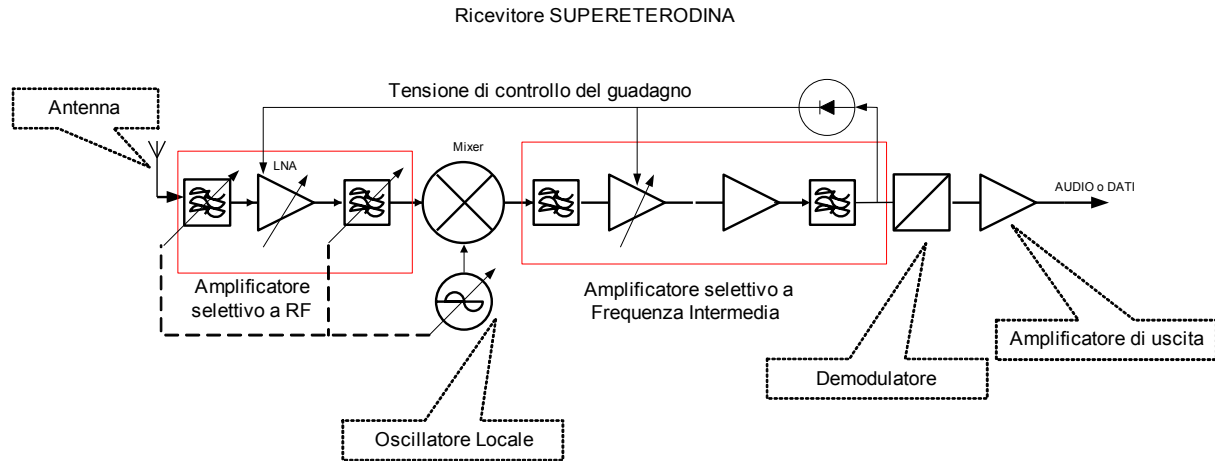 Ricevitore SUPERETERODINA
Tensione di controllo del guadagno
Antenna
LNA
Mixer
AUDIO o DATI
Amplificatore
selettivo a RF
Amplificatore selettivo a
Frequenza Intermedia
Amplificatore di uscita
Demodulatore
Oscillatore Locale